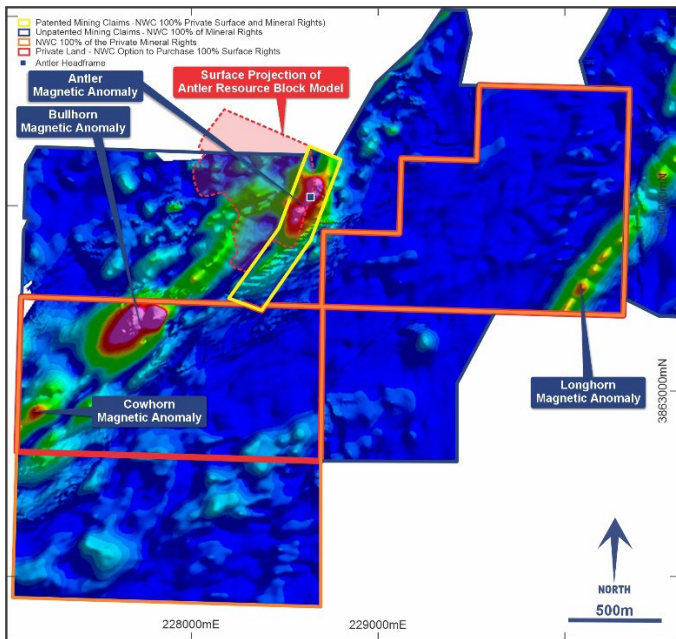 Patented Mining Claims -NWC 100% Private Surface and Mineral Rights)
Unpatented Mining Claims -NWC 100% of Mineral Rights
NWC 100% of the Private Mineral Rights
Private Land - NWC Option to Purchase 100% Surface Rights
Antler Headframe
Antler
Magnetic Anomaly
Surface Projection of
Antler Resource Block Model
Bullhorn
Magnetic Anomaly
Cowhorn
Magnetic Anomaly
Longhorn
Magnetic Anomaly
3863000mN
NORTH
500m
228000mE
229000mE